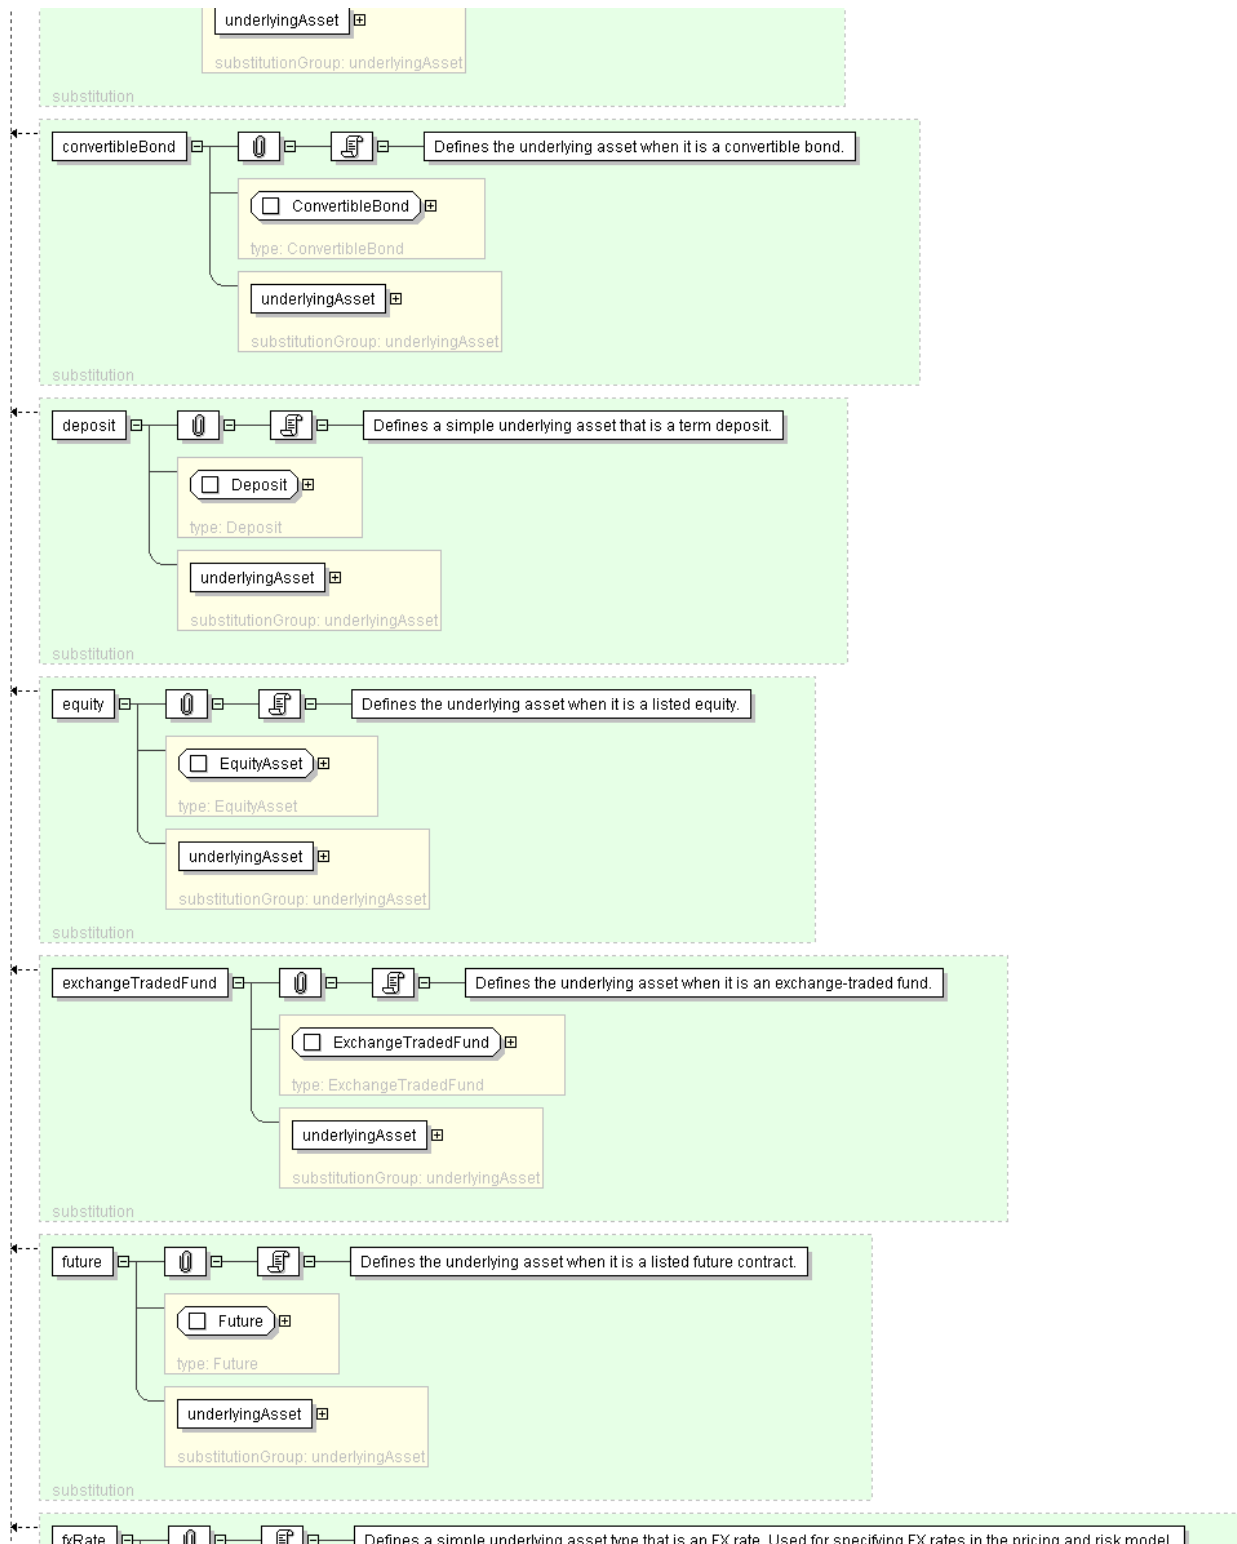 underlyingAsset
substitutionGroup: underlyingAsset
substitution
convertibleBond
Defines the underlying asset when it is a convertible bond.
ConvertibleBond
type: ConvertibleBond
underlyingAsset
substitutionGroup: underlyingAsset
substitution
deposit
Defines a simple underlying asset that is a term deposit.
Deposit
type: Deposit
underlyingAsset
substitutionGroup: underlyingAsset
substitution
equity
Defines the underlying asset when it is a listed equity.
EquityAsset
type: EquityAsset
underlyingAsset
substitutionGroup: underlyingAsset
substitution
exchangeTradedFund
Defines the underlying asset when it is an exchange-traded fund.
ExchangeTradedFund
type: ExchangeTradedFund
underlyingAsset
substitutionGroup: underlyingAsset
substitution
future
Defines the underlying asset when it is a listed future contract.
Future
type: Future
underlyingAsset
substitutionGroup: underlyingAsset
substitution
fxRate
Defines a simple underlying asset type that is an FX rate. Used for specifying FX rates in the pricing and risk model.